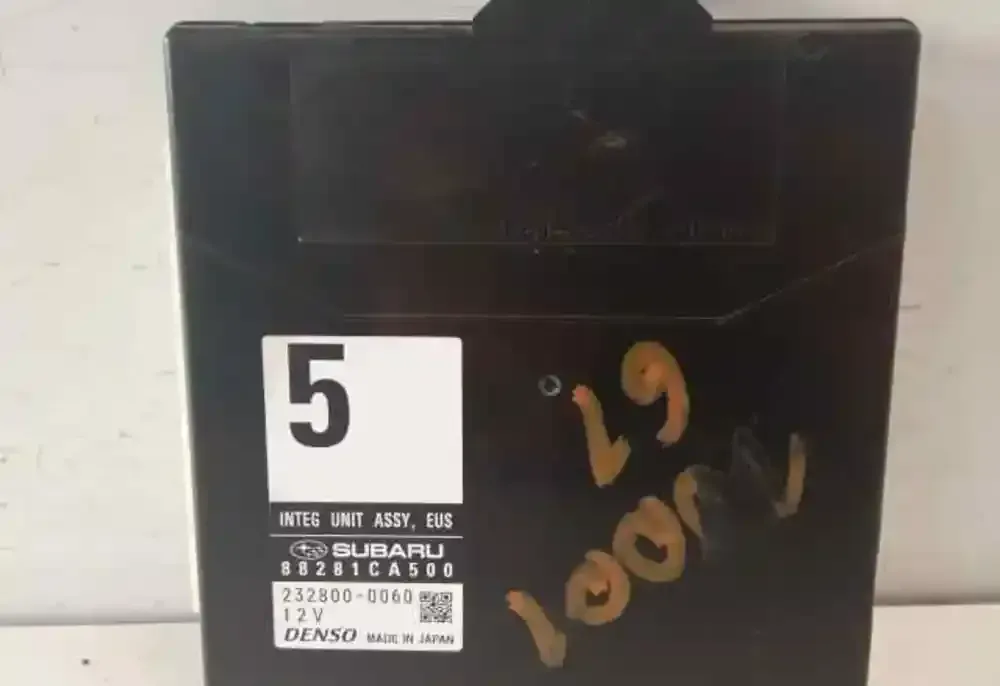 5
INTEG UNIT ASSY, EUS
SUBARU
88281CA500
232800-0060
12V
DENSO MADE IN JAPAN